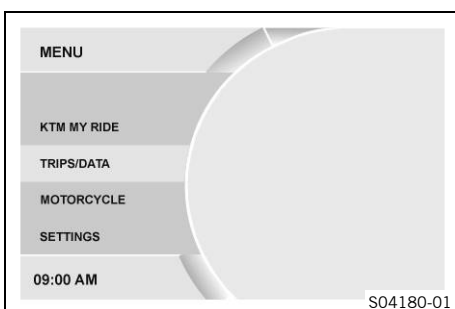 MENU
KTM MY RIDE
TRIPS/DATA
MOTORCYCLE
SETTINGS
09:00 AM
S04180-01